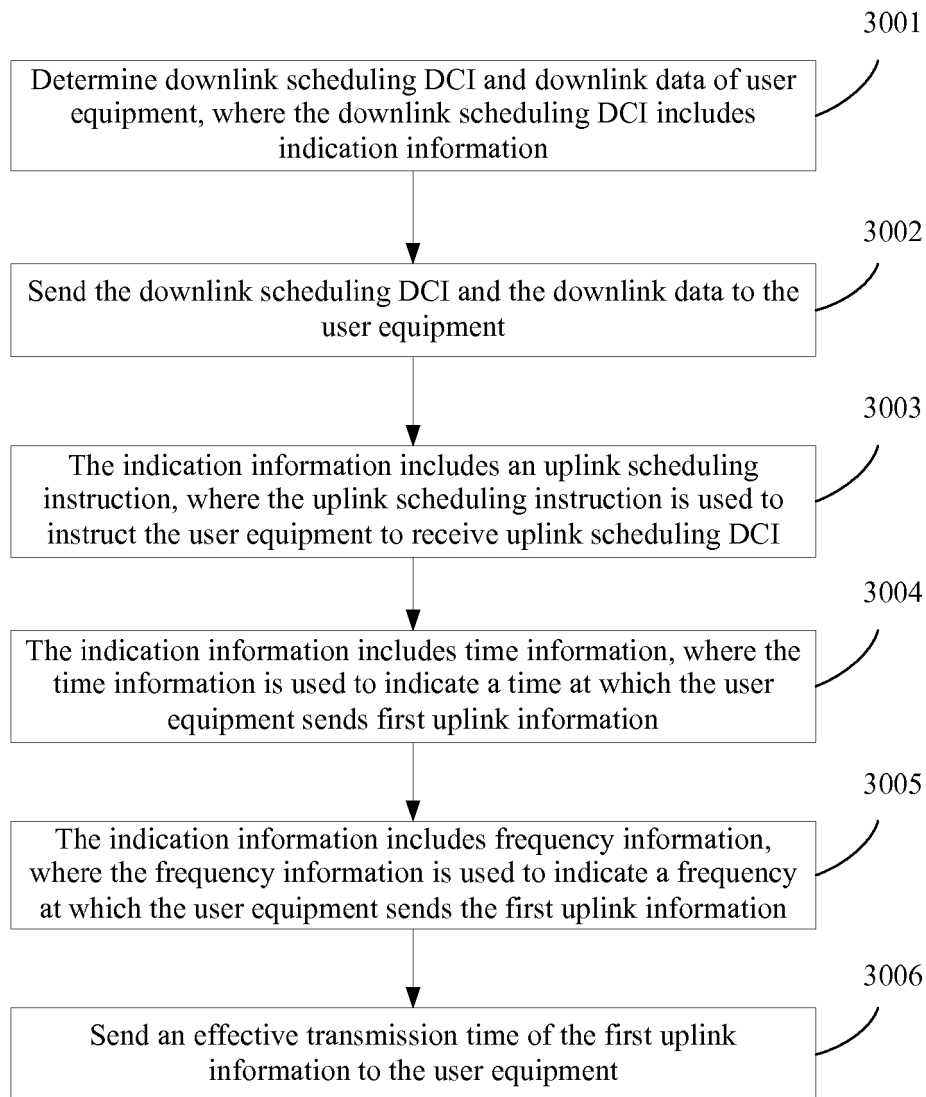 3001
Determine downlink scheduling DCI and downlink data of user
equipment, where the downlink scheduling DCI includes
indication information
3002
Send the downlink scheduling DCI and the downlink data to the
user equipment
3003
The indication information includes an uplink scheduling
instruction, where the uplink scheduling instruction is used to
instruct the user equipment to receive uplink scheduling DCI
3004
The indication information includes time information, where the
time information is used to indicate a time at which the user
equipment sends first uplink information
3005
The indication information includes frequency information,
where the frequency information is used to indicate a frequency
at which the user equipment sends the first uplink information
3006
Send an effective transmission time of the first uplink
information to the user equipment